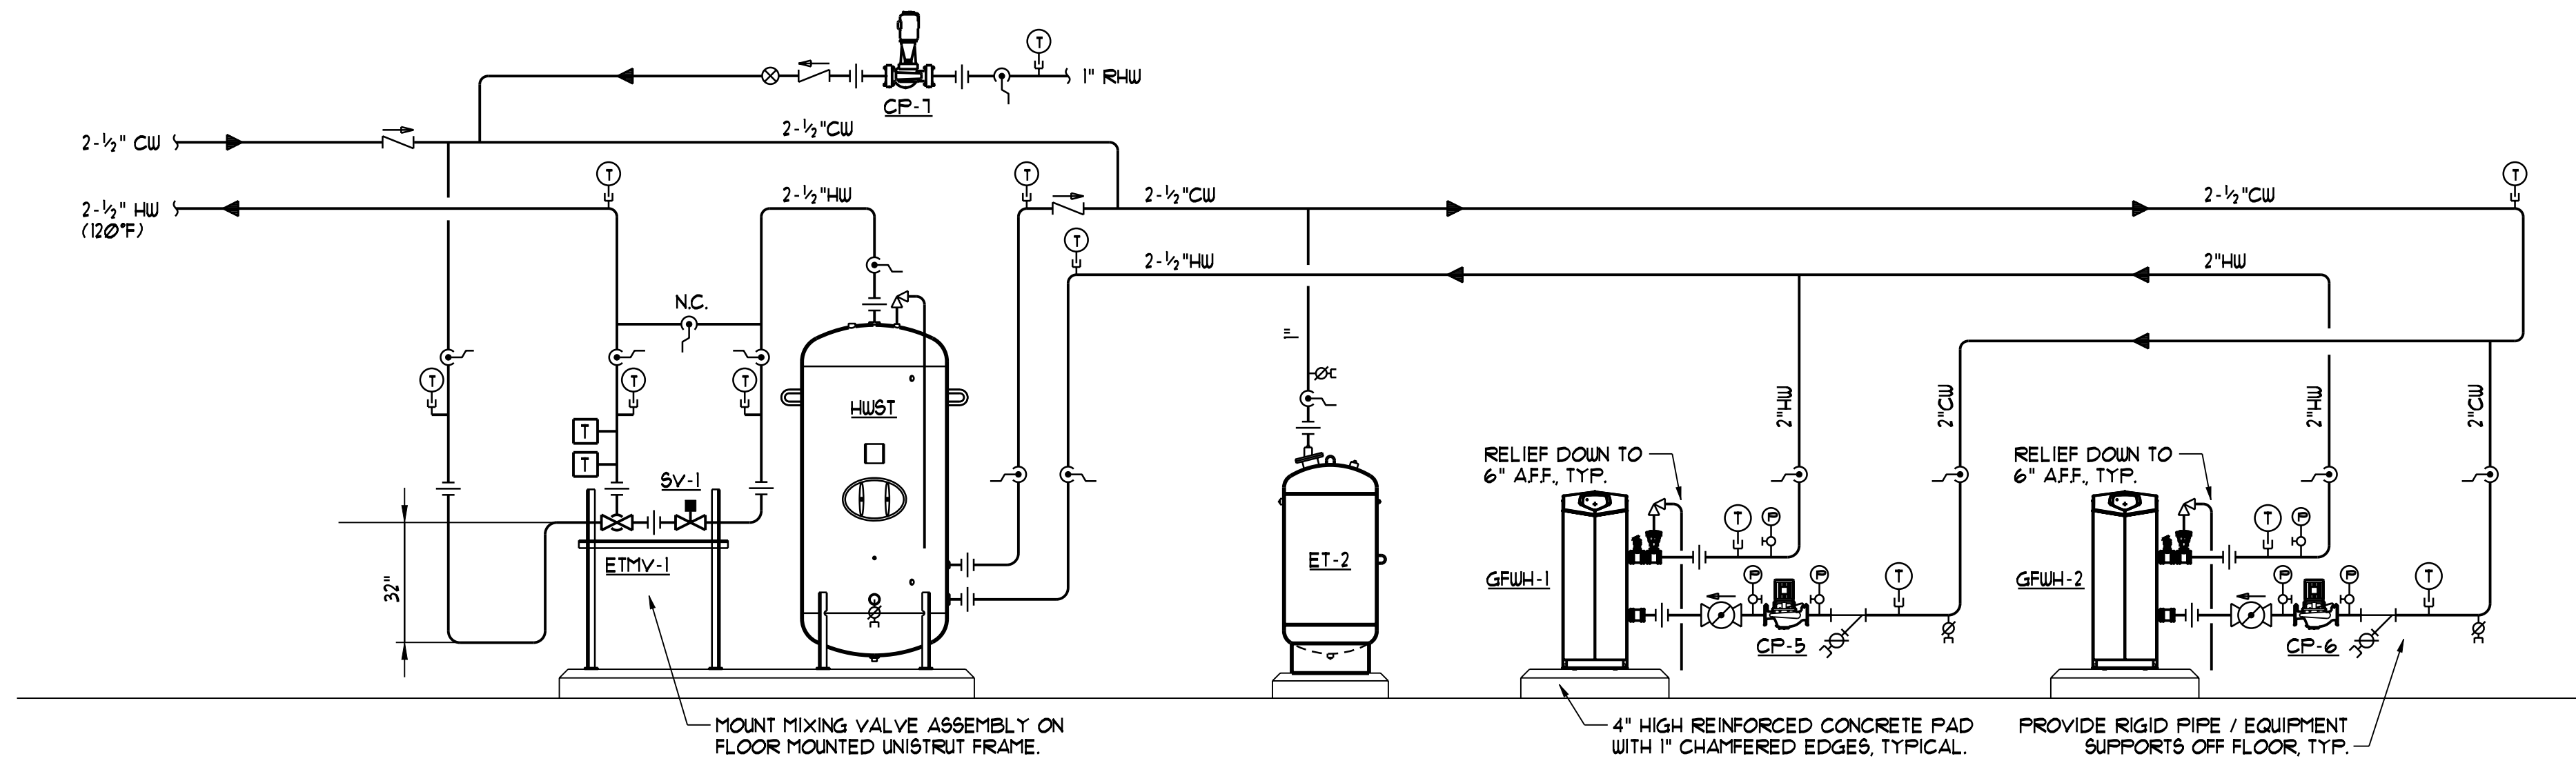 T
1" RHW
CP-7
2-½" CW
2-½"CW
T
T
T
2-½" HW
(120°F)
2-½"HW
2-½"CW
2-½"CW
T
2-½"HW
2"HW
N.C.
1"
T
T
T
2"HW
2"CW
2"HW
2"CW
HWST
T
T
SV-1
RELIEF DOWN TO
6" A.F.F., TYP.
RELIEF DOWN TO
6" A.F.F., TYP.
T
P
T
P
ETMV-1
ET-2
32"
GFWH-1
P
P
T
GFWH-2
P
P
T
CP-5
CP-6
MOUNT MIXING VALVE ASSEMBLY ON
FLOOR MOUNTED UNISTRUT FRAME.
4" HIGH REINFORCED CONCRETE PAD
WITH 1" CHAMFERED EDGES, TYPICAL.
PROVIDE RIGID PIPE / EQUIPMENT
SUPPORTS OFF FLOOR, TYP.